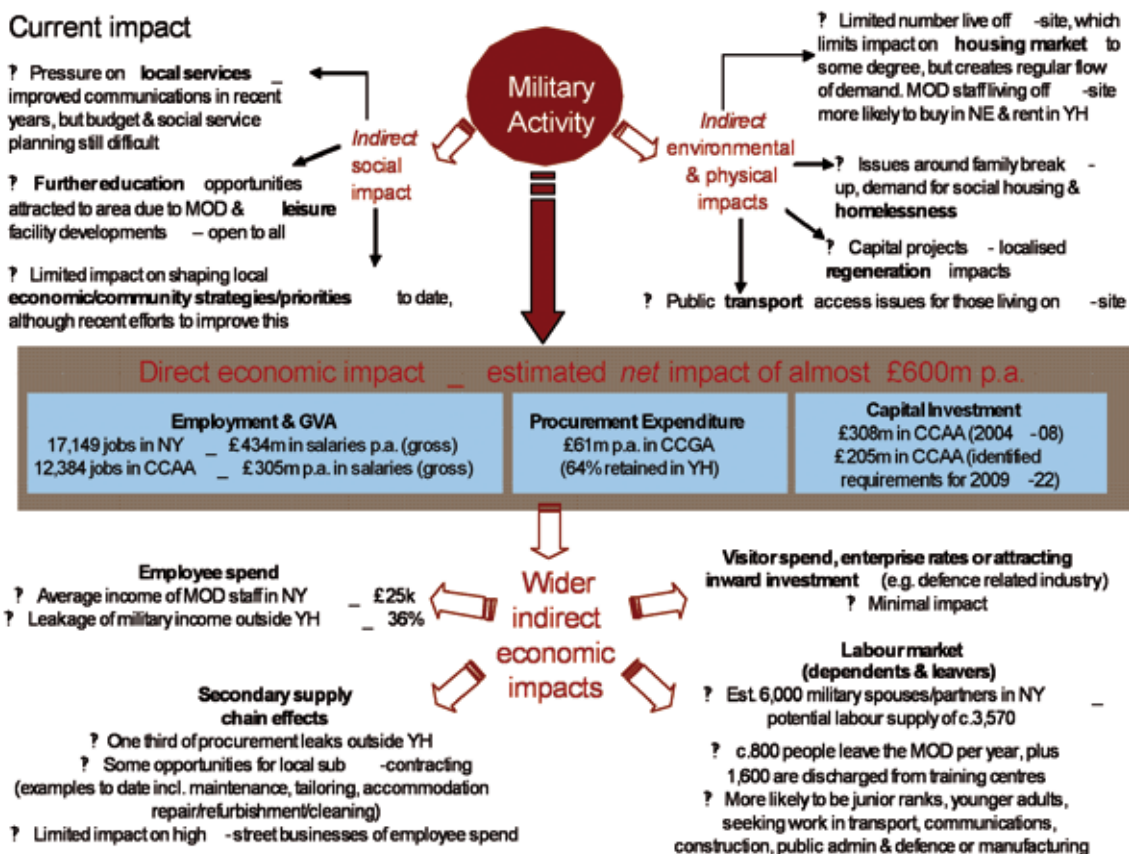 Current impact
? Pressure on local services _
improved communications in recent
years, but budget & social service
planning still difficult
? Further education opportunities
attracted to area due to MOD & leisure
facility developments – open to all
? Limited impact on shaping local
economic/community strategies/priorities to date,
although recent efforts to improve this
Indirect
social
impact
Military
Activity
Indirect
environmental
& physical
impacts
? Limited number live off -site, which
limits impact on housing market to
some degree, but creates regular flow
of demand. MOD staff living off -site
more likely to buy in NE & rent in YH
? Issues around family break -
up, demand for social housing &
homelessness
? Capital projects - localised
regeneration impacts
? Public transport access issues for those living on -site
Direct economic impact _ estimated net impact of almost £600m p.a.
Employment & GVA
17,149 jobs in NY _ £434m in salaries p.a. (gross)
12,384 jobs in CCAA _ £305m p.a. in salaries (gross)
Procurement Expenditure
£61m p.a. in CCGA
(64% retained in YH)
Capital Investment
£308m in CCAA (2004 -08)
£205m in CCAA (identified
requirements for 2009 -22)
Wider
indirect
economic
impacts
Employee spend
? Average income of MOD staff in NY _ £25k
? Leakage of military income outside YH _ 36%
Secondary supply
chain effects
? One third of procurement leaks outside YH
? Some opportunities for local sub -contracting
(examples to date incl. maintenance, tailoring, accommodation
repair/refurbishment/cleaning)
? Limited impact on high -street businesses of employee spend
Visitor spend, enterprise rates or attracting
inward investment (e.g. defence related industry)
? Minimal impact
Labour market
(dependents & leavers)
? Est. 6,000 military spouses/partners in NY _
potential labour supply of c.3,570
? c.800 people leave the MOD per year, plus
1,600 are discharged from training centres
? More likely to be junior ranks, younger adults,
seeking work in transport, communications,
construction, public admin & defence or manufacturing